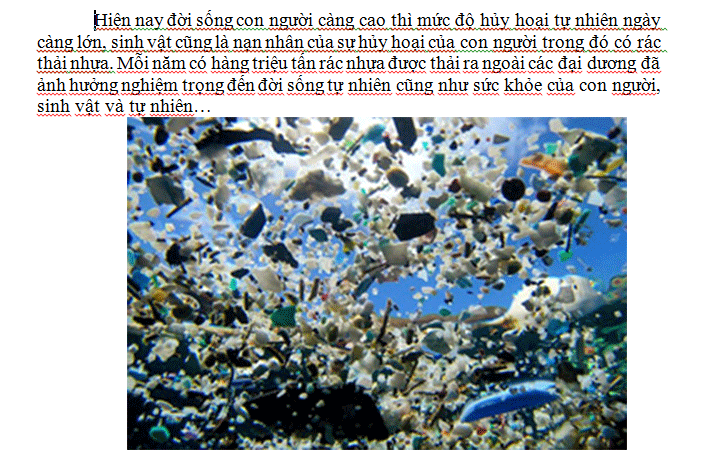 Hiện nay đời sống con người càng cao thì mức độ hủy hoại tự nhiên ngày
càng lớn, sinh vật cũng là nạn nhân của sự hủy hoại của con người trong đó có rác
thải nhựa. Mỗi năm có hàng triệu tấn rác nhựa được thải ra ngoài các đại dương đã
ảnh hưởng nghiệm trọng đến đời sống tự nhiên cũng như sức khỏe của con người,
sinh vật và tự nhiên…